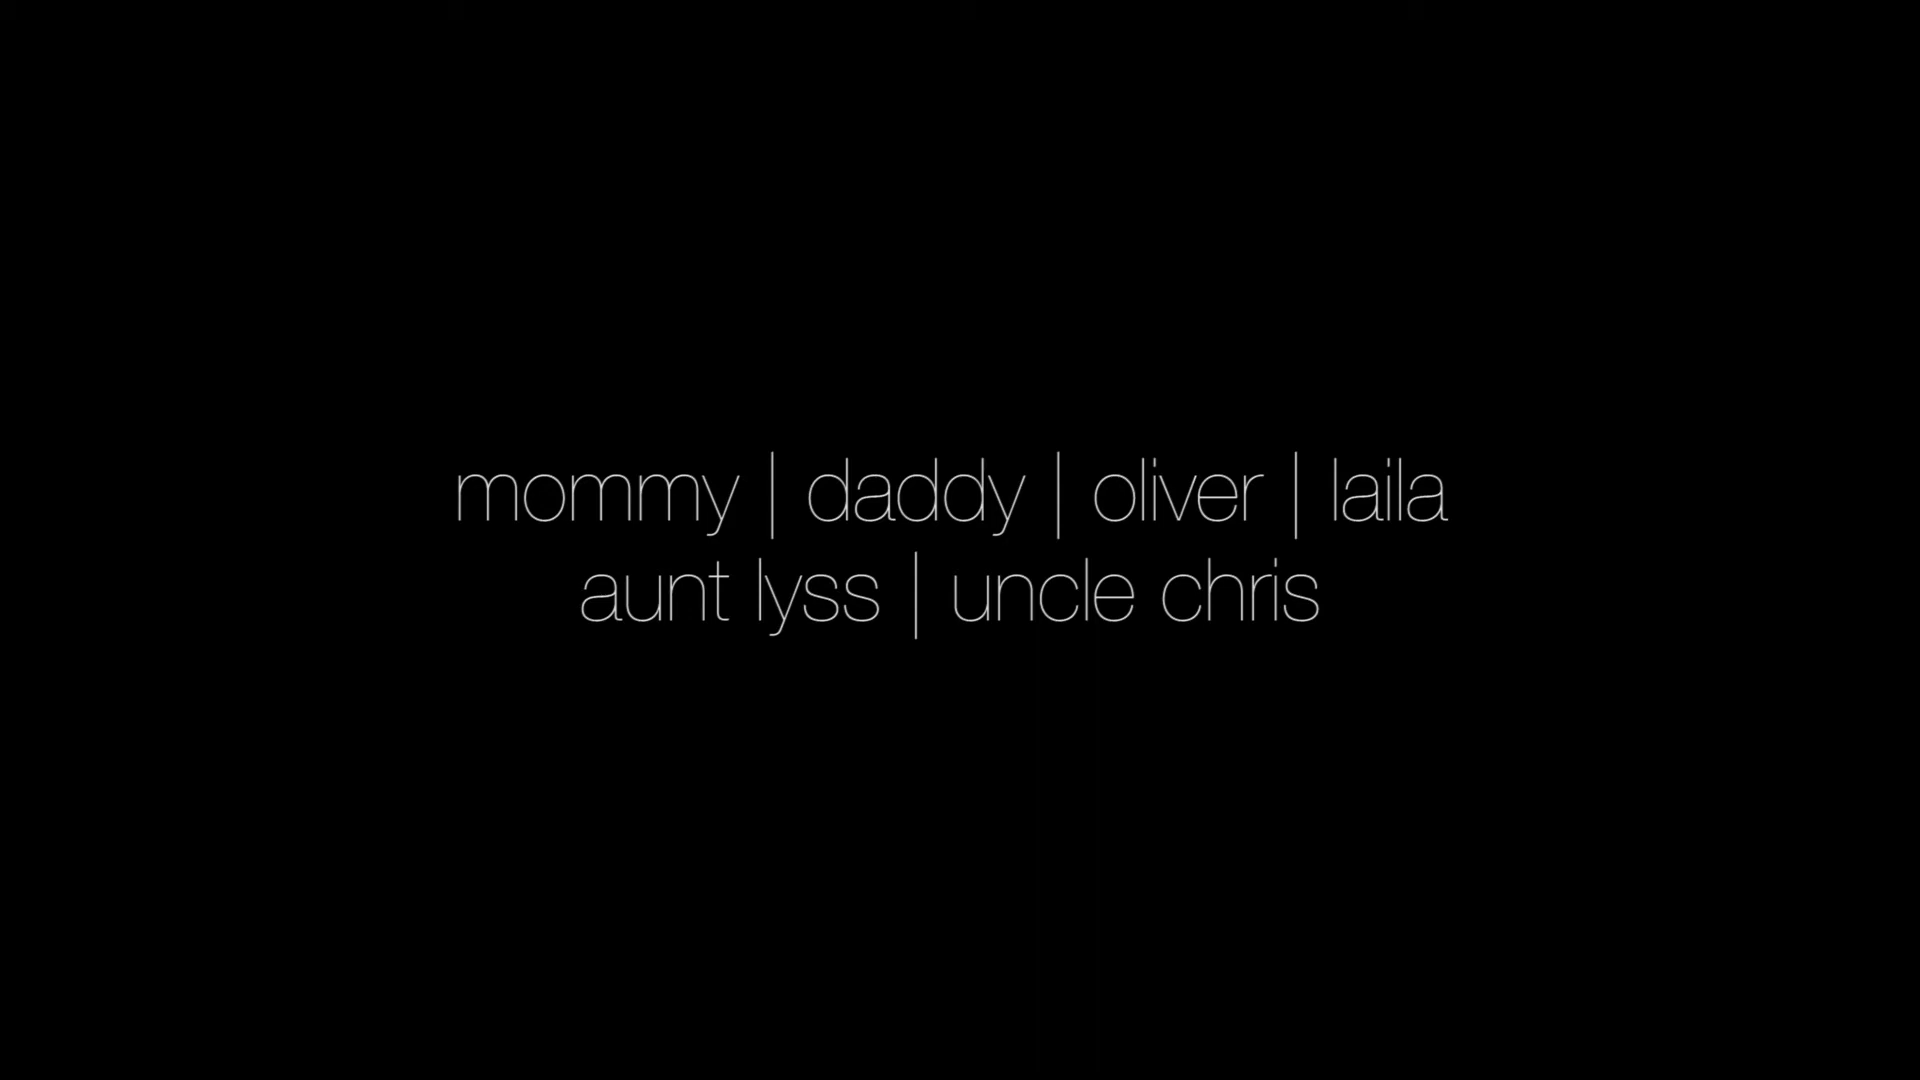 mommy | daddy | oliver | laila
aunt lyss | uncle chris